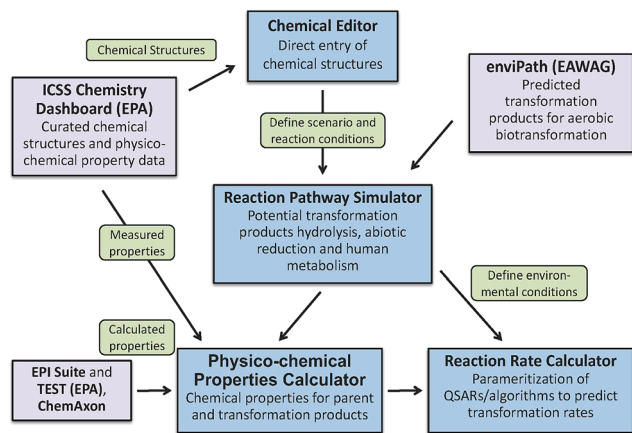 Chemical Structures
Chemical Editor
Direct entry of
chemical structures
ICSS Chemistry
Dashboard (EPA)
Curated chemical
structures and physico-
chemical property data
enviPath (EAWAG)
Predicted
transformation
products for aerobic
biotransformation
Define scenario and
reaction conditions
Reaction Pathway Simulator
Potential transformation
products hydrolysis, abiotic
reduction and human
metabolism
Measured
properties
Define environ-
mental conditions
Calculated
properties
EPI Suite and
TEST (EPA),
ChemAxon
Physico-chemical
Properties Calculator
Chemical properties for parent
and transformation products
Reaction Rate Calculator
Parameritization of
QSARs/algorithms to predict
transformation rates